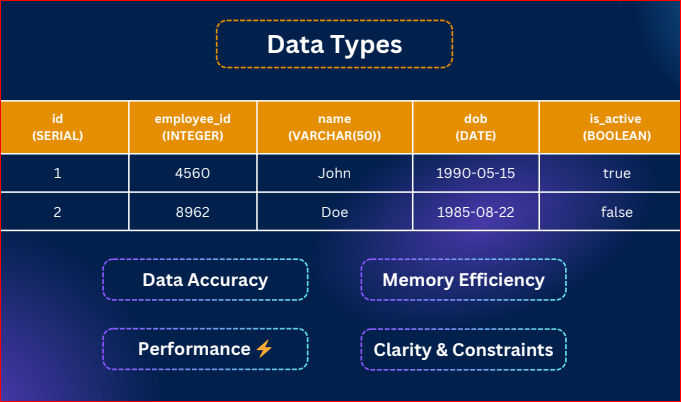 Data Types
id employee_id name dob is_active
(SERIAL) (INTEGER) (VARCHAR(50)) (DATE) (BOOLEAN)
1 4560 John 1990-05-15 true
2 8962 Doe 1985-08-22 false
Data Accuracy Memory Efficiency
Performance ⚡ Clarity & Constraints